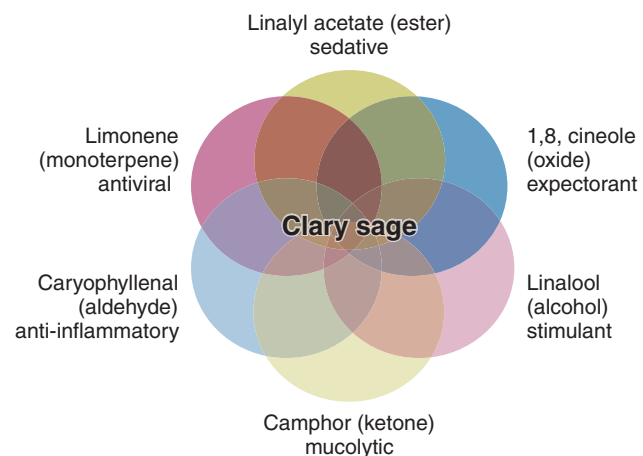 Linalyl acetate (ester)
sedative
Limonene
(monoterpene)
antiviral
1,8, cineole
(oxide)
expectorant
Clary sage
Caryophyllenal
(aldehyde)
anti-inflammatory
Linalool
(alcohol)
stimulant
Camphor (ketone)
mucolytic